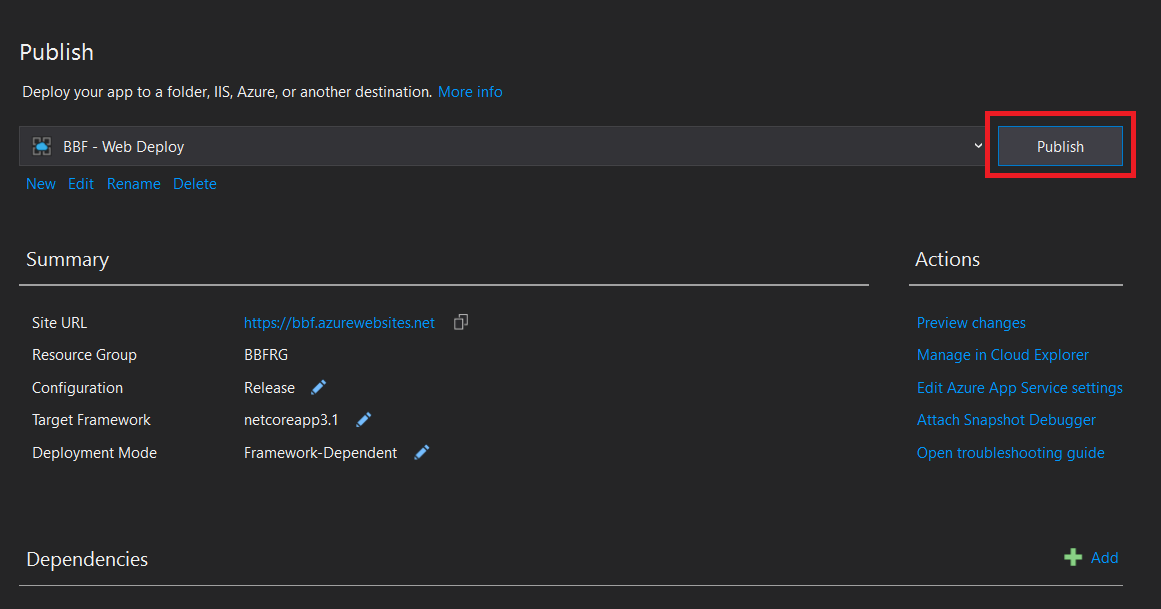 Publish
Deploy your app to a folder, IIS, Azure, or another destination. More info
BBF - Web Deploy
Publish
New Edit Rename Delete
Summary
Actions
Site URL https://bbf.azurewebsites.net
Preview changes
Resource Group BBFRG
Manage in Cloud Explorer
Configuration Release
Edit Azure App Service settings
Target Framework netcoreapp3.1
Attach Snapshot Debugger
Deployment Mode Framework-Dependent
Open troubleshooting guide
Dependencies
Add